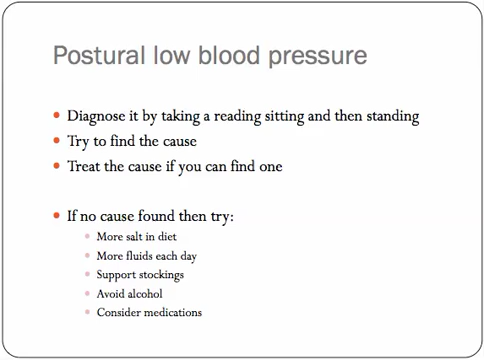 Postural low blood pressure
Diagnose it by taking a reading sitting and then standing
Try to find the cause
Treat the cause if you can find one
If no cause found then try:
More salt in diet
More fluids each day
Support stockings
Avoid alcohol
Consider medications